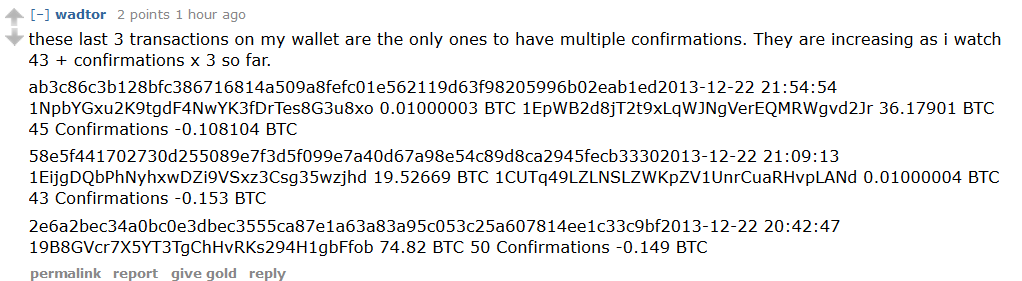 [–] wadtor 2 points 1 hour ago
these last 3 transactions on my wallet are the only ones to have multiple confirmations. They are increasing as i watch
43 + confirmations x 3 so far.
ab3c86c3b128bfc386716814a509a8fefc01e562119d63f98205996b02eab1ed2013-12-22 21:54:54
1NpbYGxu2K9tgdF4NwYK3fDrTes8G3u8xo 0.01000003 BTC 1EpWB2d8jT2t9xLqWJNgVerEQMRWgvd2Jr 36.17901 BTC
45 Confirmations -0.108104 BTC
58e5f441702730d255089e7f3d5f099e7a40d67a98e54c89d8ca2945fecb33302013-12-22 21:09:13
1EijgDQbPhNyhxwDZi9VSxz3Csg35wzjhd 19.52669 BTC 1CUTq49LZLNSLZWKpZV1UnrCuaRHvpLANd 0.01000004 BTC
43 Confirmations -0.153 BTC
2e6a2bec34a0bc0e3dbec3555ca87e1a63a83a95c053c25a607814ee1c33c9bf2013-12-22 20:42:47
19B8GVcr7X5YT3TgChHvRKs294H1gbFfob 74.82 BTC 50 Confirmations -0.149 BTC
permalink report give gold reply